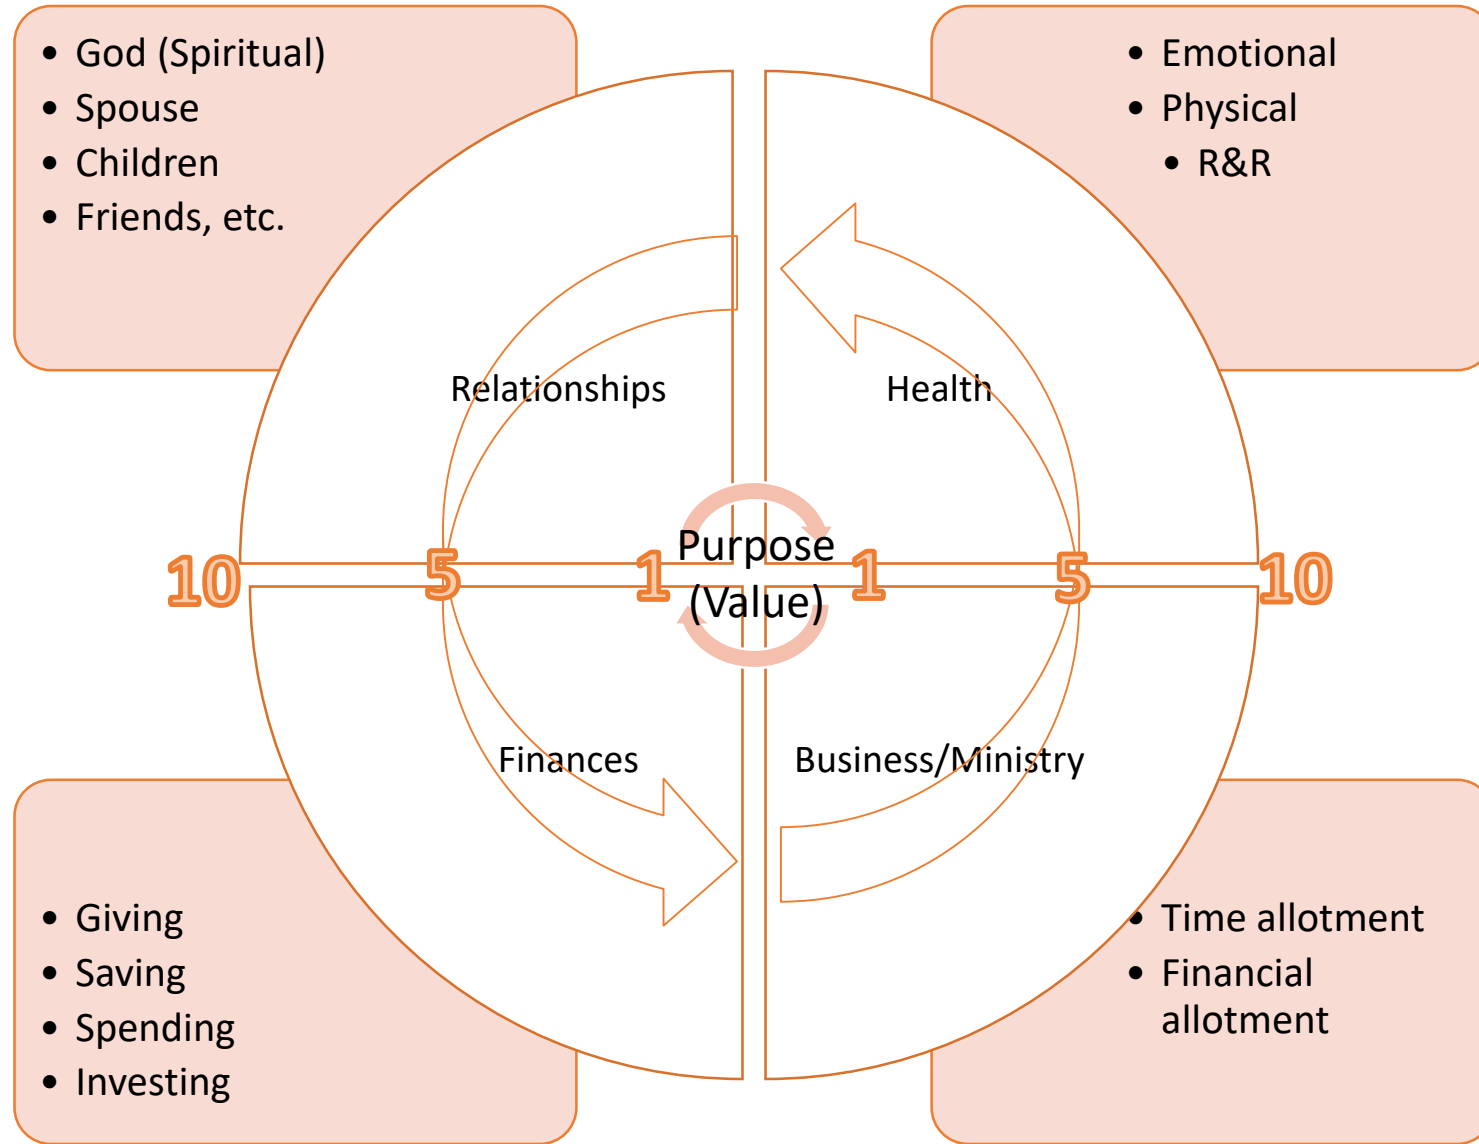 • God (Spiritual)
• Spouse
• Children
• Friends, etc.
• Emotional
• Physical
• R&R
Relationships
Health
10 5 1 Purpose 1 5 10
(Value)
Finances
Business/Ministry
• Giving
• Saving
• Spending
• Investing
• Time allotment
• Financial
allotment